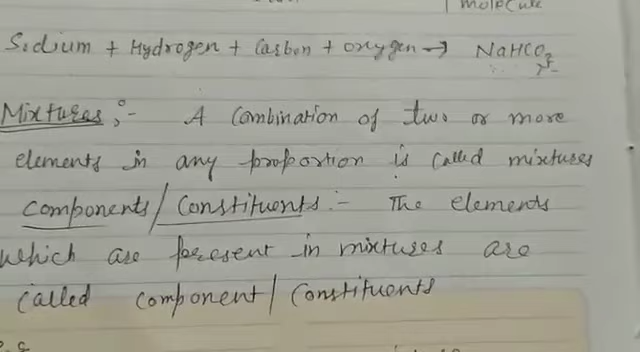 molecule
Sodium + Hydrogen + Carbon + oxygen → NaHCO3
Mixtures :- A Combination of two or more
elements in any proportion is called mixtures
Components/Constituents :- The elements
which are present in mixtures are
called component/Constituents